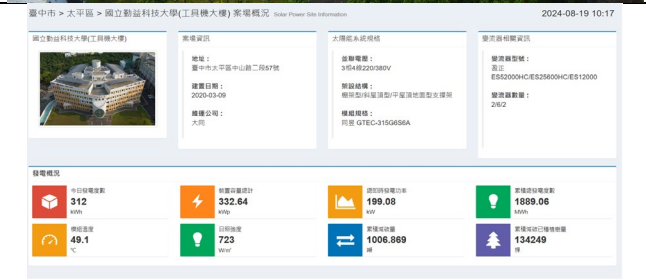 臺中市 > 太平區 > 國立勤益科技大學(工具機大樓) 案場概況 Solar Power Site Information
2024-08-19 10:17
國立勤益科技大學(工具機大樓)
案場資訊
地址：
臺中市太平區中山路二段57號
建置日期：
2020-03-09
維運公司：
大同
太陽能系統規格
並聯電壓：
3相4線220/380V
架設結構：
棚架型/斜屋頂型/平屋頂地面型支撐架
模組規格：
同昱 GTEC-315G6S6A
變流器相關資訊
變流器型號：
盈正
ES52000HC/ES25600HC/ES12000
變流器數量：
2/6/2
發電概況
今日發電度數
312
kWh
裝置容量總計
332.64
kWp
總即時發電功率
199.08
kW
累積總發電度數
1889.06
MWh
模組溫度
49.1
℃
日照強度
723
W/m²
累積減碳量
1006.869
噸
累積減碳已種植樹量
134249
棵